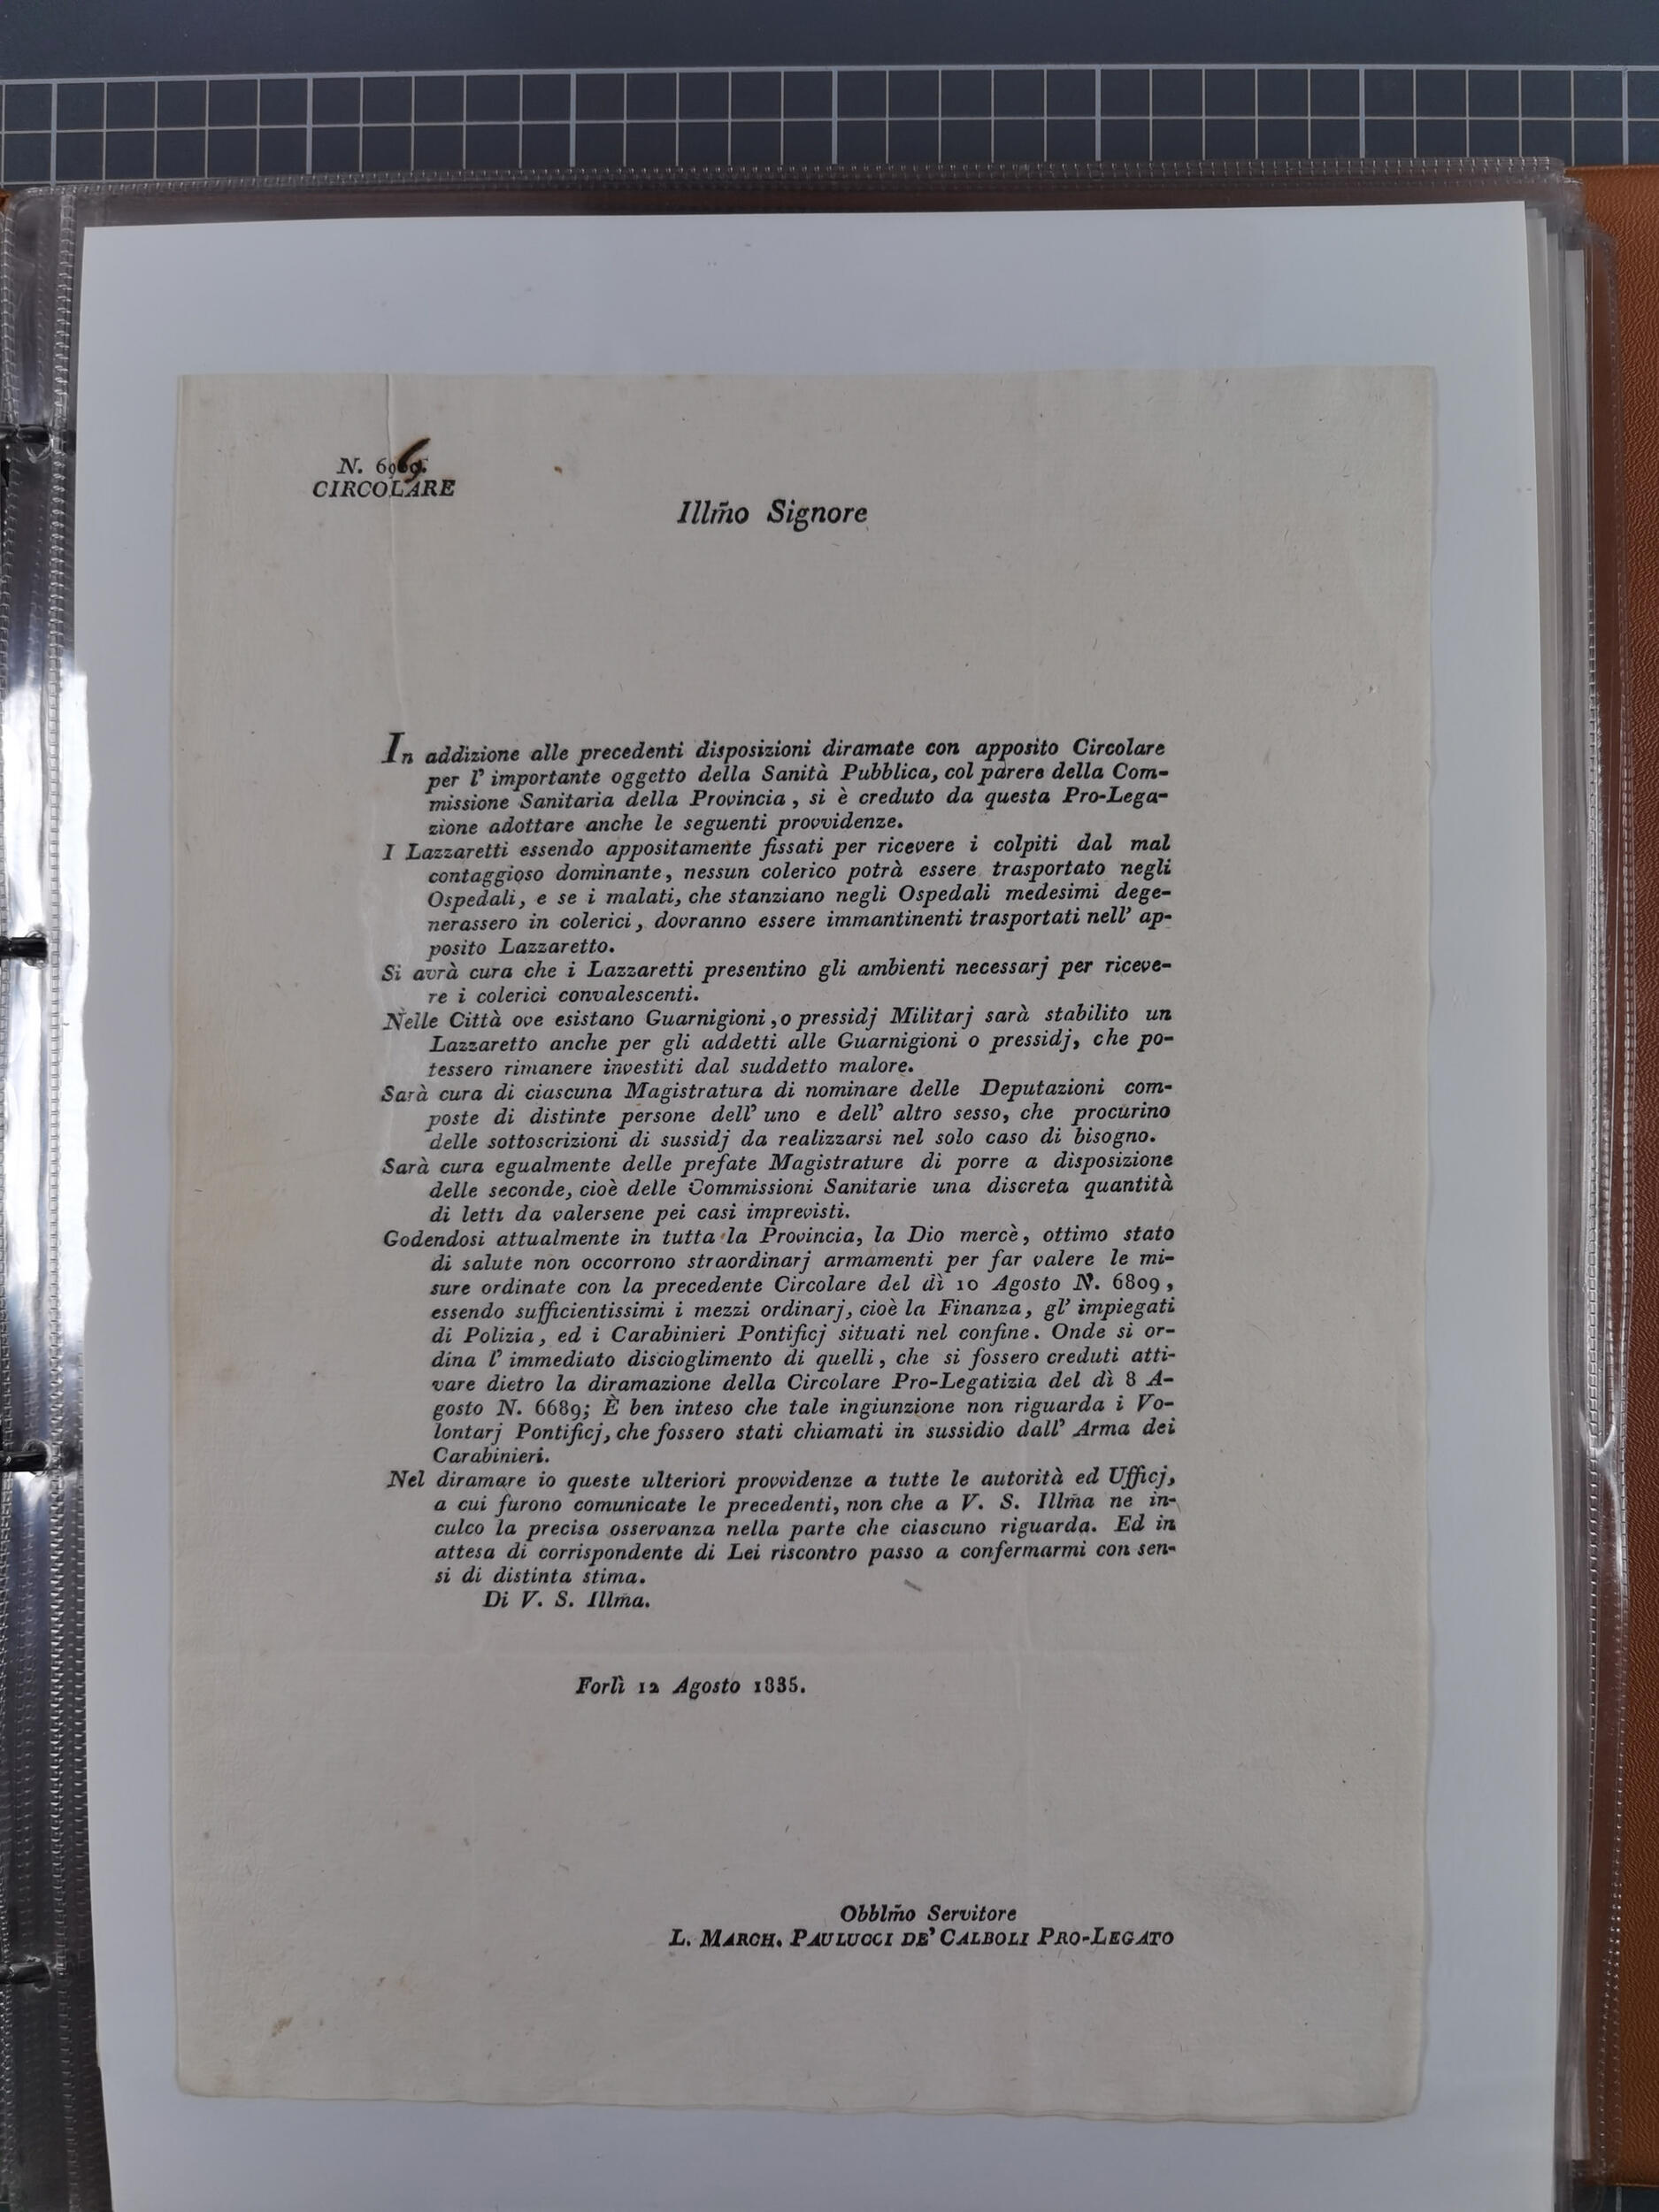 N.
CIRCOLARE
Illm̃o Signore
In addizione alle precedenti disposizioni diramate con apposito Circolare
per l' importante oggetto della Sanità Pubblica, col parere della Com-
missione Sanitaria della Provincia, si è creduto da questa Pro-Lega-
zione adottare anche le seguenti provvidenze.
I Lazzaretti essendo appositamente fissati per ricevere i colpiti dal mal
contaggioso dominante, nessun colerico potrà essere trasportato negli
Ospedali, e se i malati, che stanziano negli Ospedali medesimi dege-
nerassero in colerici, dovranno essere immantinenti trasportati nell' ap-
posito Lazzaretto.
Si avrà cura che i Lazzaretti presentino gli ambienti necessarj per riceve-
re i colerici convalescenti.
Nelle Città ove esistano Guarnigioni, o pressidj Militarj sarà stabilito un
Lazzaretto anche per gli addetti alle Guarnigioni o pressidj, che po-
tessero rimanere investiti dal suddetto malore.
Sarà cura di ciascuna Magistratura di nominare delle Deputazioni com-
poste di distinte persone dell' uno e dell' altro sesso, che procurino
delle sottoscrizioni di sussidj da realizzarsi nel solo caso di bisogno.
Sarà cura egualmente delle prefate Magistrature di porre a disposizione
delle seconde, cioè delle Commissioni Sanitarie una discreta quantità
di letti da valersene pei casi imprevisti.
Godendosi attualmente in tutta la Provincia, la Dio mercè, ottimo stato
di salute non occorrono straordinarj armamenti per far valere le mi-
sure ordinate con la precedente Circolare del dì 10 Agosto N. 6809,
essendo sufficientissimi i mezzi ordinarj, cioè la Finanza, gl' impiegati
di Polizia, ed i Carabinieri Pontificj situati nel confine. Onde si or-
dina l' immediato discioglimento di quelli, che si fossero creduti atti-
vare dietro la diramazione della Circolare Pro-Legatizia del dì 8 A-
gosto N. 6689; È ben inteso che tale ingiunzione non riguarda i Vo-
lontarj Pontificj, che fossero stati chiamati in sussidio dall' Arma dei
Carabinieri.
Nel diramare io queste ulteriori provvidenze a tutte le autorità ed Ufficj,
a cui furono comunicate le precedenti, non che a V. S. Illm̃a ne in-
culco la precisa osservanza nella parte che ciascuno riguarda. Ed in
attesa di corrispondente di Lei riscontro passo a confermarmi con sen-
si di distinta stima.
Di V. S. Illm̃a.
Forlì 12 Agosto 1835.
Obblm̃o Servitore
L. MARCH. PAULUCCI DE' CALBOLI PRO-LEGATO